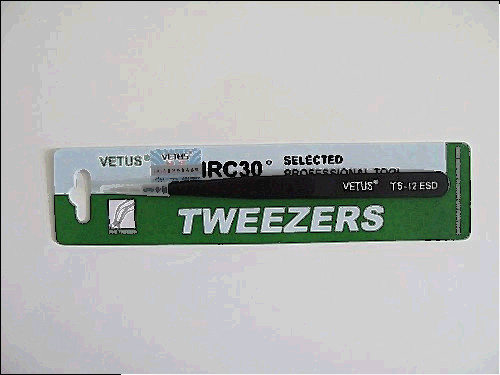 VETUS®
VETUS®
HRC30°
SELECTED
PROFESSIONAL TOOL
VETUS® TS-12 ESD
TWEEZERS